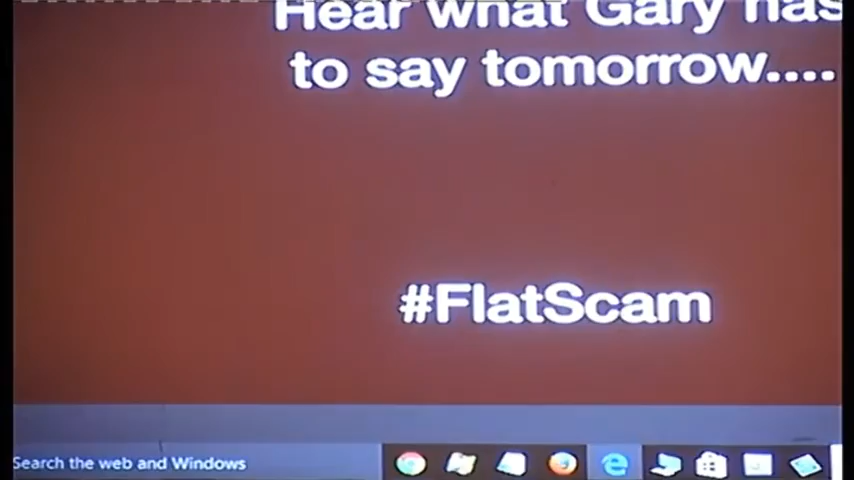 Hear what Gary has
to say tomorrow....
#FlatScam
Search the web and Windows